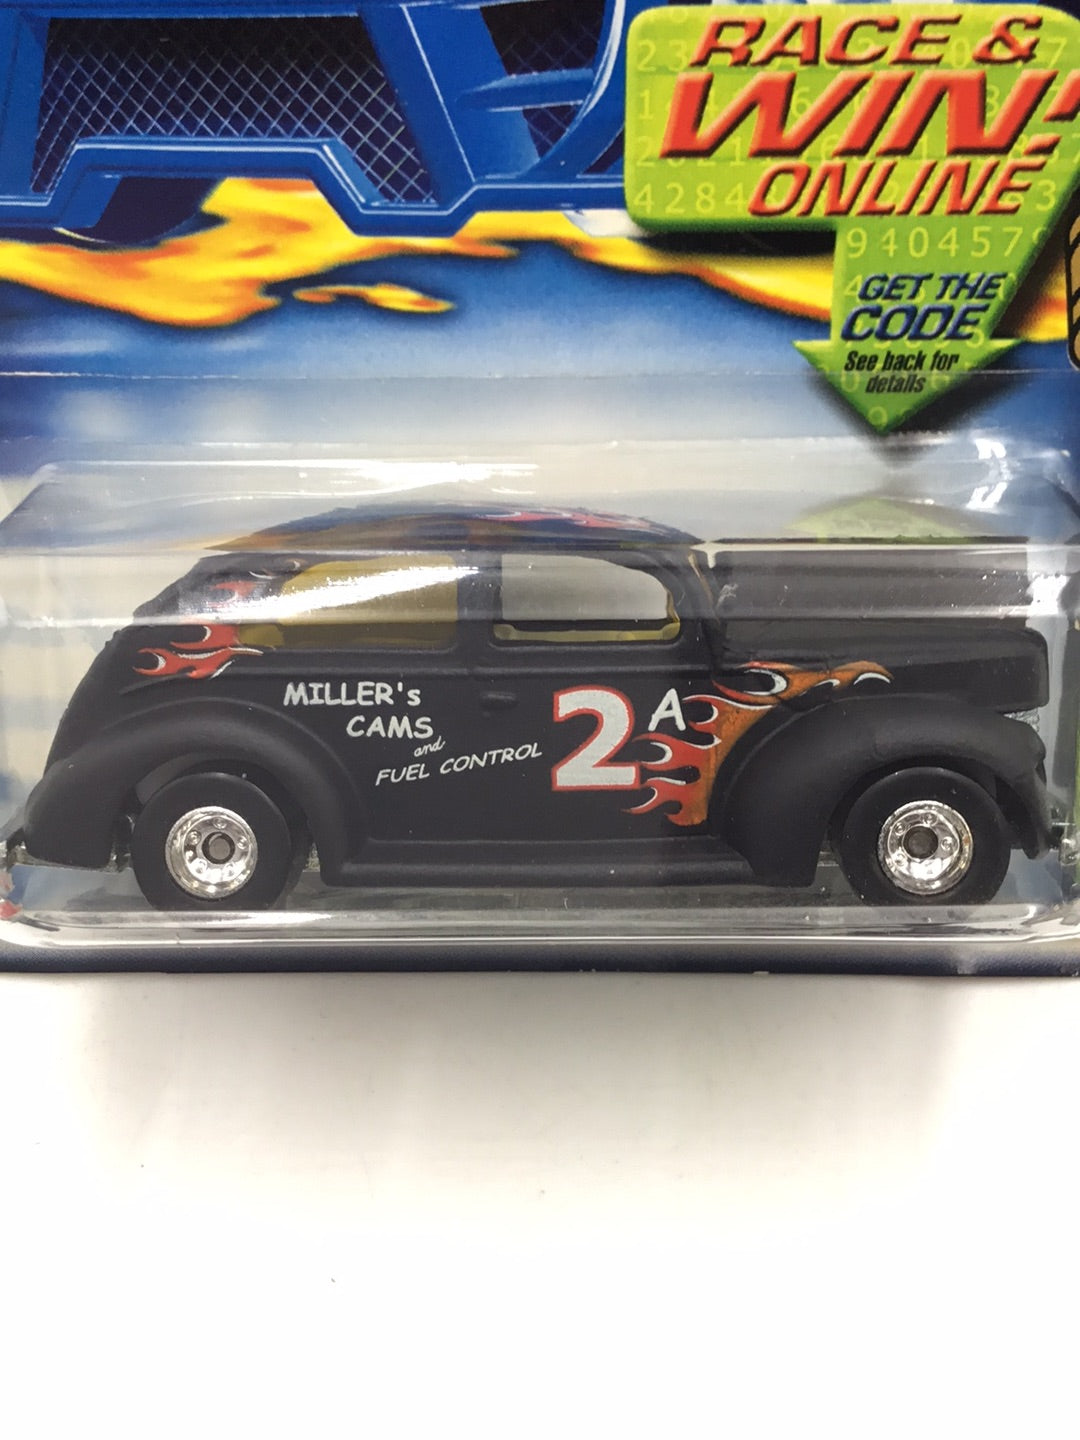 RACE &
WIN!
ONLINE
GET THE
CODE
See back for
details
MILLER's
CAMS
and
FUEL CONTROL
2A